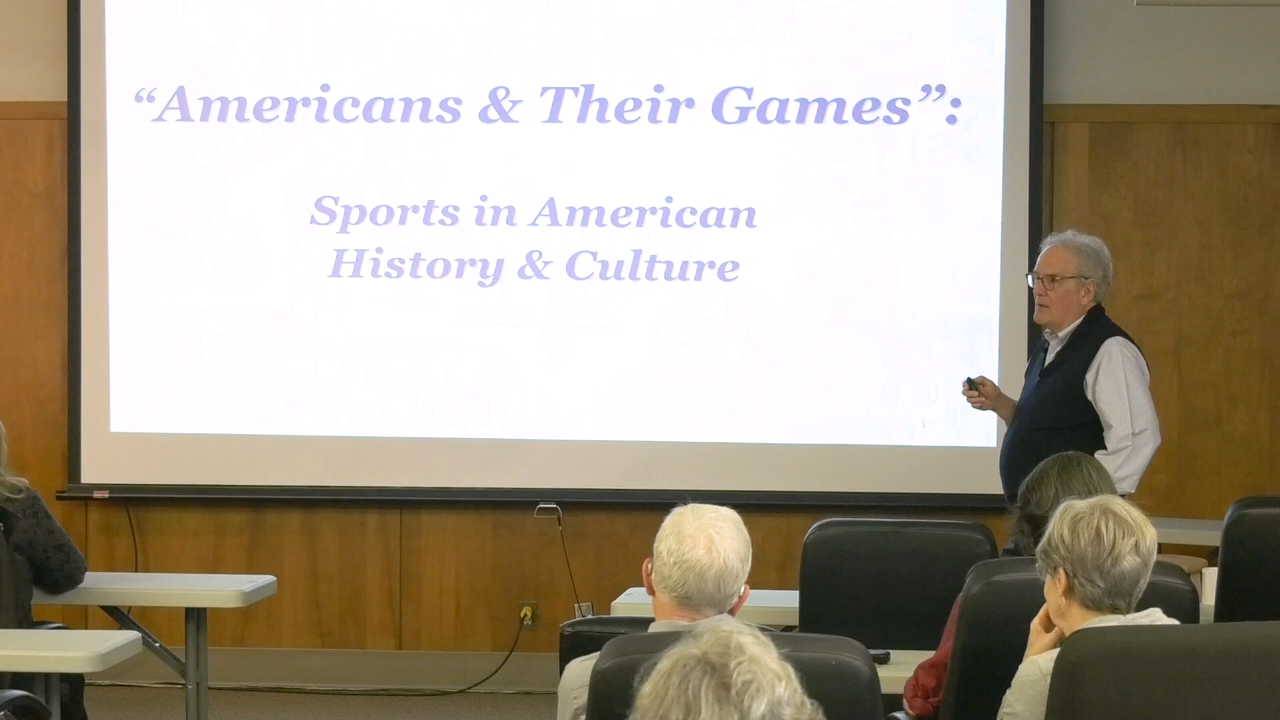 “Americans & Their Games”:
Sports in American
History & Culture